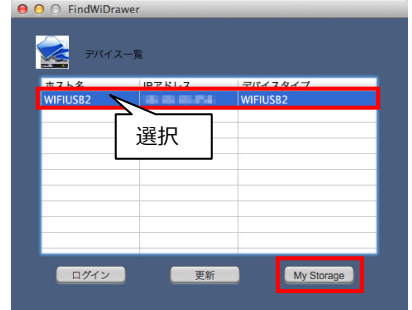 FindWiDrawer
デバイス一覧
ホスト名 IPアドレス デバイスタイプ
WIFIUSB2 WIFIUSB2
選択
ログイン 更新 My Storage